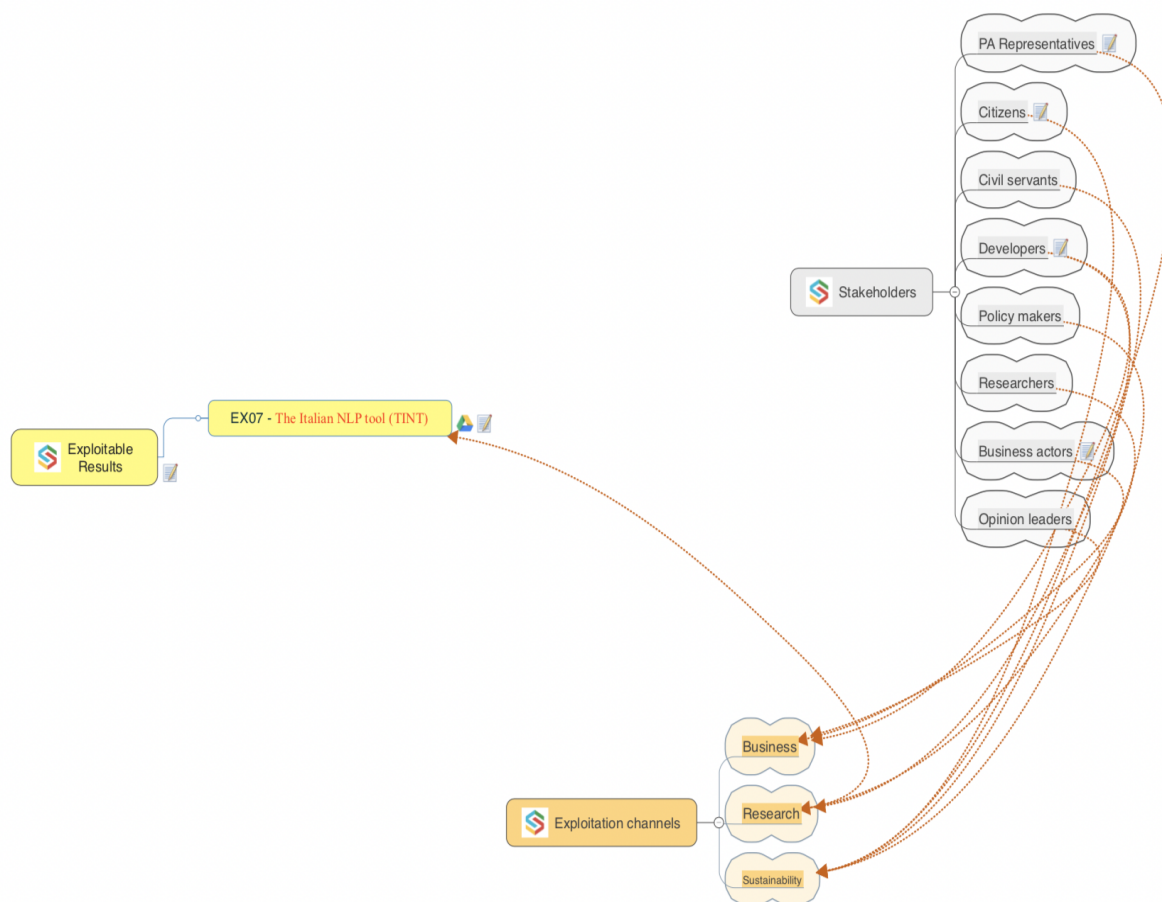 PA Representatives
Citizens
Civil servants
Developers
Stakeholders
Policy makers
Researchers
EX07 - The Italian NLP tool (TINT)
Exploitable
Results
Business actors
Opinion leaders
Business
Research
Exploitation channels
Sustainability